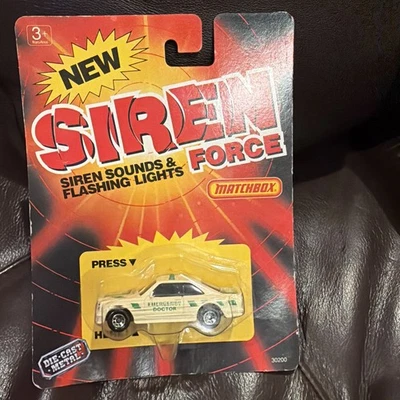 3+
NEW
SIREN
FORCE
SIREN SOUNDS &
FLASHING LIGHTS
MATCHBOX
PRESS ▼
EMERGENCY
DOCTOR
DIE-CAST
METAL
30200